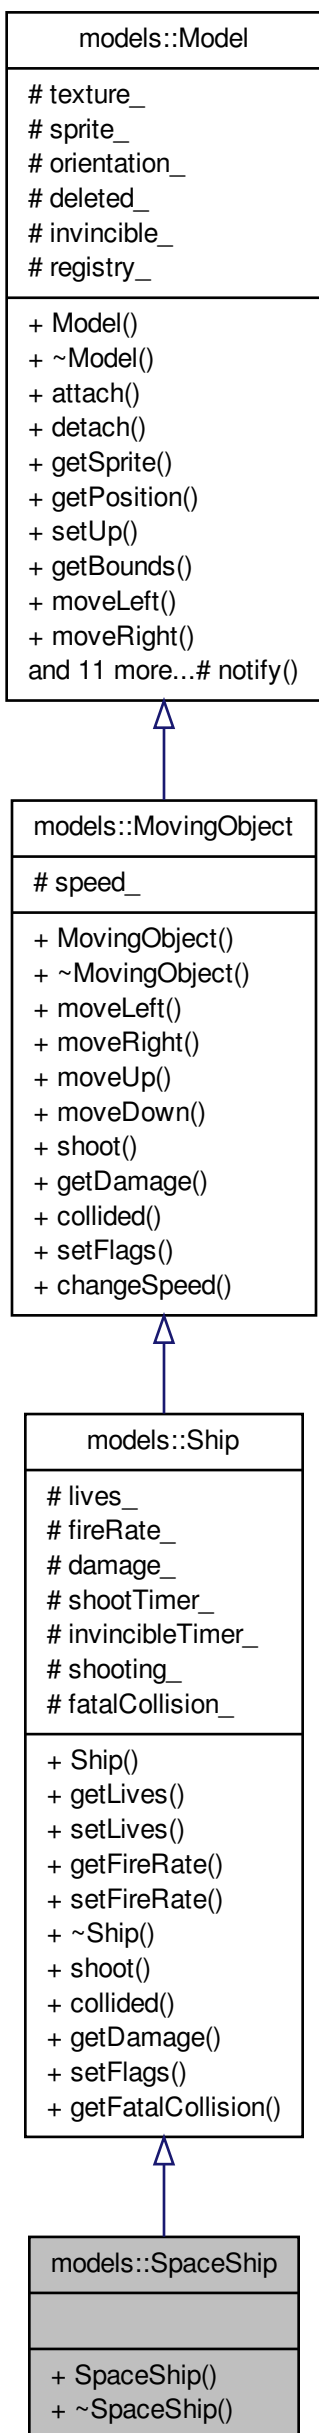 models::Model
# texture_
# sprite_
# orientation_
# deleted_
# invincible_
# registry_
+ Model()
+ ~Model()
+ attach()
+ detach()
+ getSprite()
+ getPosition()
+ setUp()
+ getBounds()
+ moveLeft()
+ moveRight()
and 11 more...# notify()
models::MovingObject
# speed_
+ MovingObject()
+ ~MovingObject()
+ moveLeft()
+ moveRight()
+ moveUp()
+ moveDown()
+ shoot()
+ getDamage()
+ collided()
+ setFlags()
+ changeSpeed()
models::Ship
# lives_
# fireRate_
# damage_
# shootTimer_
# invincibleTimer_
# shooting_
# fatalCollision_
+ Ship()
+ getLives()
+ setLives()
+ getFireRate()
+ setFireRate()
+ ~Ship()
+ shoot()
+ collided()
+ getDamage()
+ setFlags()
+ getFatalCollision()
models::SpaceShip
+ SpaceShip()
+ ~SpaceShip()